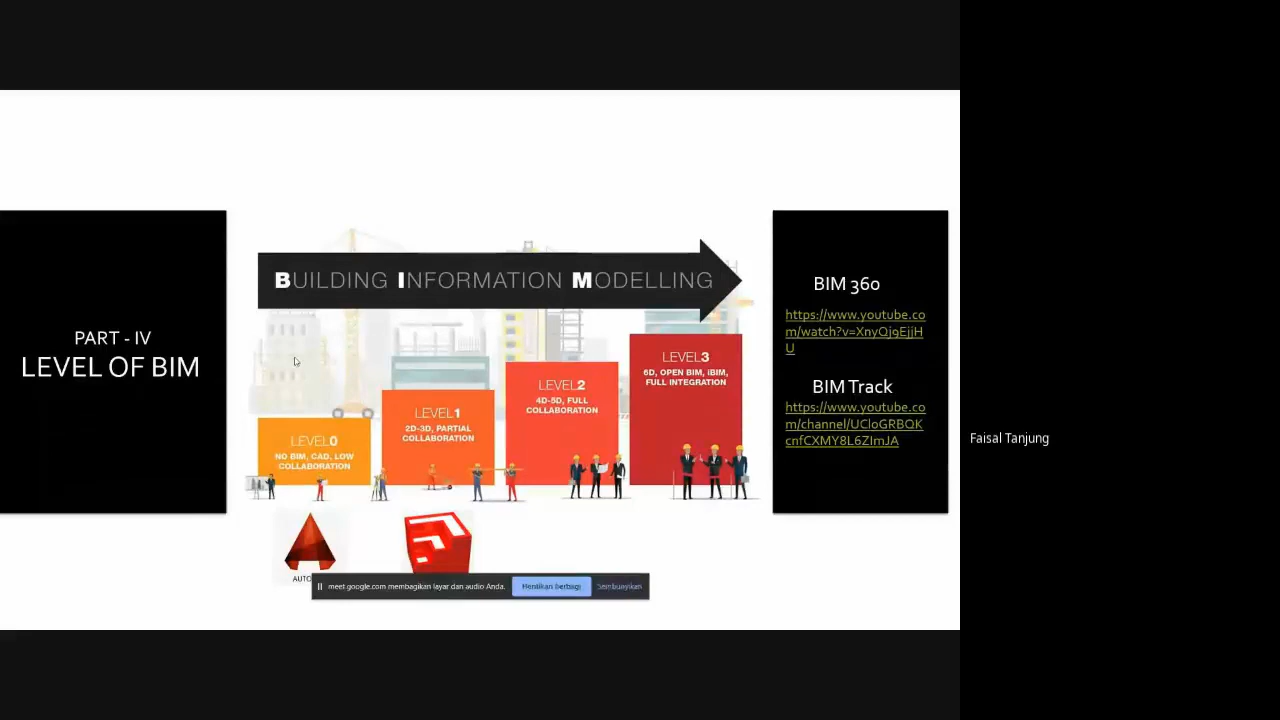 PART - IV
LEVEL OF BIM
BUILDING INFORMATION MODELLING
LEVEL0
NO BIM, CAD, LOW
COLLABORATION
LEVEL1
2D-3D, PARTIAL
COLLABORATION
LEVEL2
4D-5D, FULL
COLLABORATION
LEVEL3
6D, OPEN BIM, iBIM,
FULL INTEGRATION
AUTO
meet.google.com membagikan layar dan audio Anda.
Hentikan berbagi
Sembunyikan
BIM 360
https://www.youtube.co
m/watch?v=XnyQj9EjjH
U
BIM Track
https://www.youtube.co
m/channel/UCloGRBQK
cnfCXMY8L6ZImJA
Faisal Tanjung